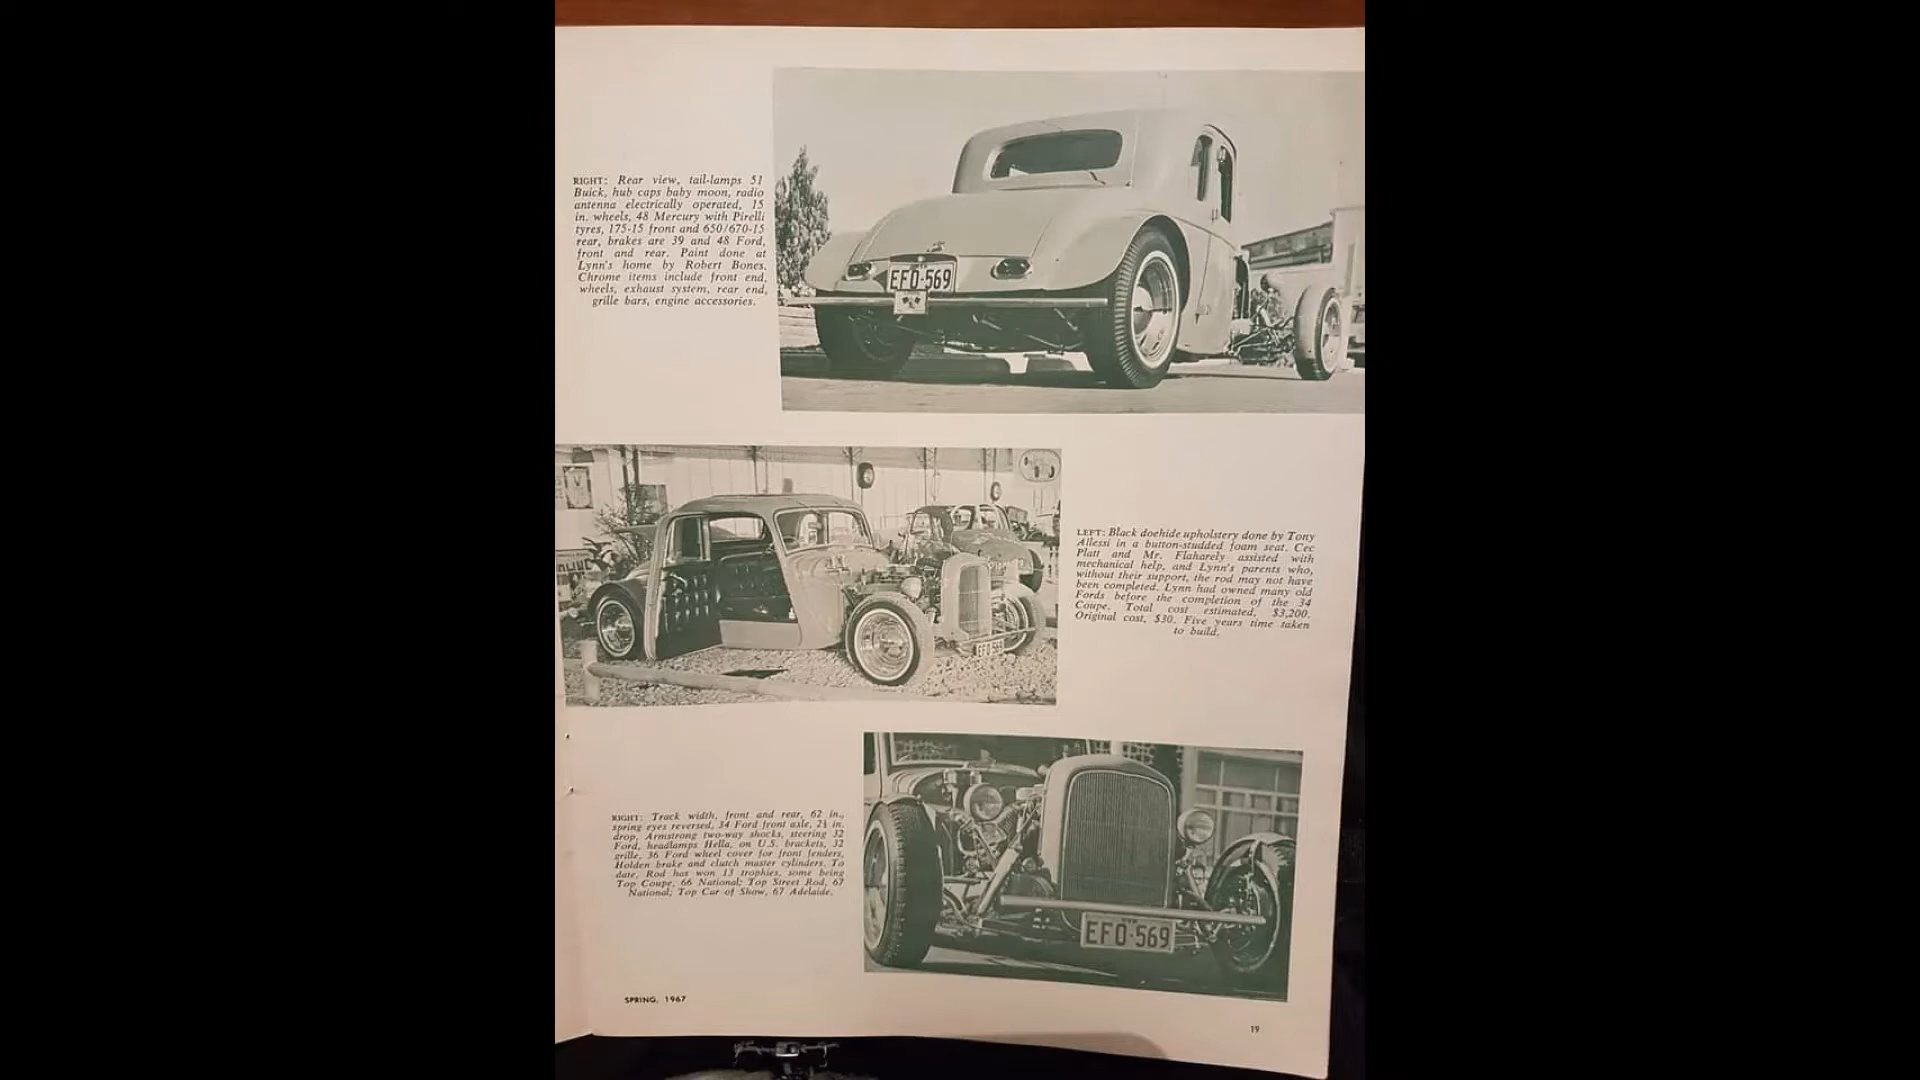 RIGHT: Rear view, tail-lamps 51
Buick, hub caps baby moon, radio
antenna electrically operated, 15
in. wheels, 48 Mercury with Pirelli
tyres, 175-15 front and 650/670-15
rear, brakes are 39 and 48 Ford,
front and rear. Paint done at
Lynn's home by Robert Bones.
Chrome items include front end,
wheels, exhaust system, rear end,
grille bars, engine accessories.
EFO-569
LEFT: Black doehide upholstery done by Tony
Allessi in a button-studded foam seat. Cec
Platt and Mr. Flaharely assisted with
mechanical help, and Lynn's parents who,
without their support, the rod may not have
been completed. Lynn had owned many old
Fords before the completion of the 34
Coupe. Total cost estimated, $3,200.
Original cost, $30. Five years time taken
to build.
EFO-569
RIGHT: Track width, front and rear, 62 in.,
spring eyes reversed, 34 Ford front axle, 2½ in.
drop, Armstrong two-way shocks, steering 32
Ford, headlamps Hella, on U.S. brackets, 32
grille, 36 Ford wheel cover for front fenders,
Holden brake and clutch master cylinders. To
date, Rod has won 13 trophies, some being
Top Coupe, 66 National; Top Street Rod, 67
National; Top Car of Show, 67 Adelaide.
EFO-569
SPRING, 1967
19